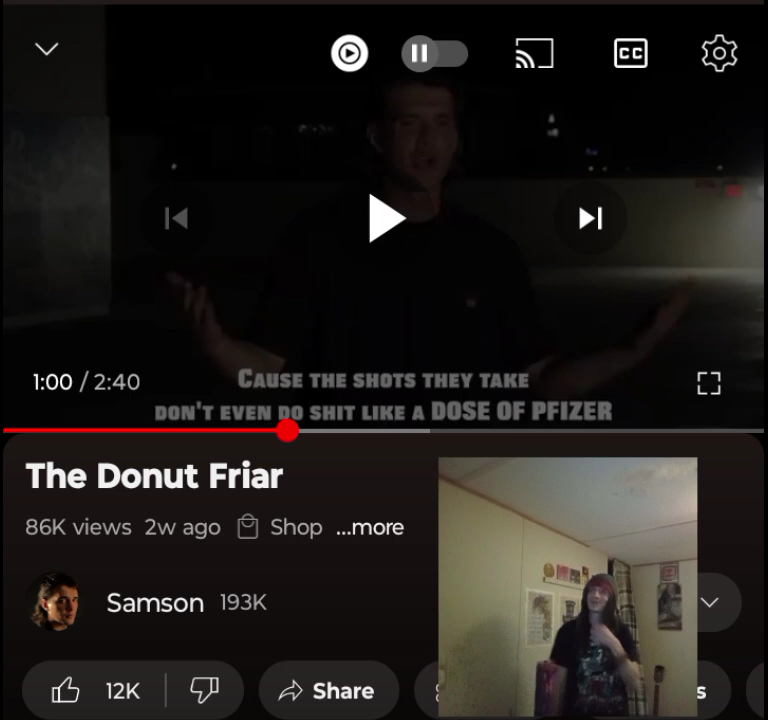 CC
1:00 / 2:40
CAUSE THE SHOTS THEY TAKE
DON'T EVEN DO SHIT LIKE A DOSE OF PFIZER
The Donut Friar
86K views 2w ago Shop ...more
Samson 193K
12K Share s